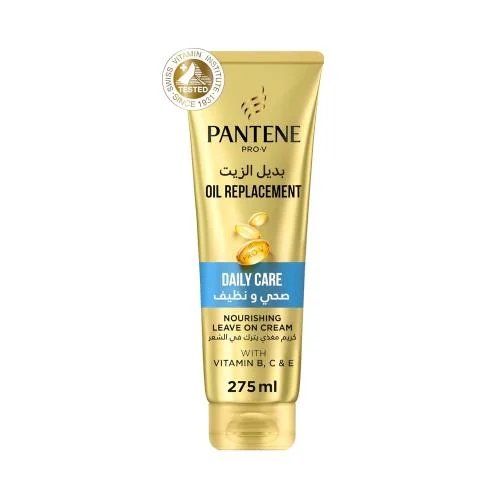 SWISS VITAMIN INSTITUTE
TESTED
SINCE 1931
PANTENE
PRO-V
بديل الزيت
OIL REPLACEMENT
PRO-V
DAILY CARE
صحي و نظيف
NOURISHING
LEAVE ON CREAM
كريم مغذي يترك في الشعر
WITH
VITAMIN B, C & E
275 ml